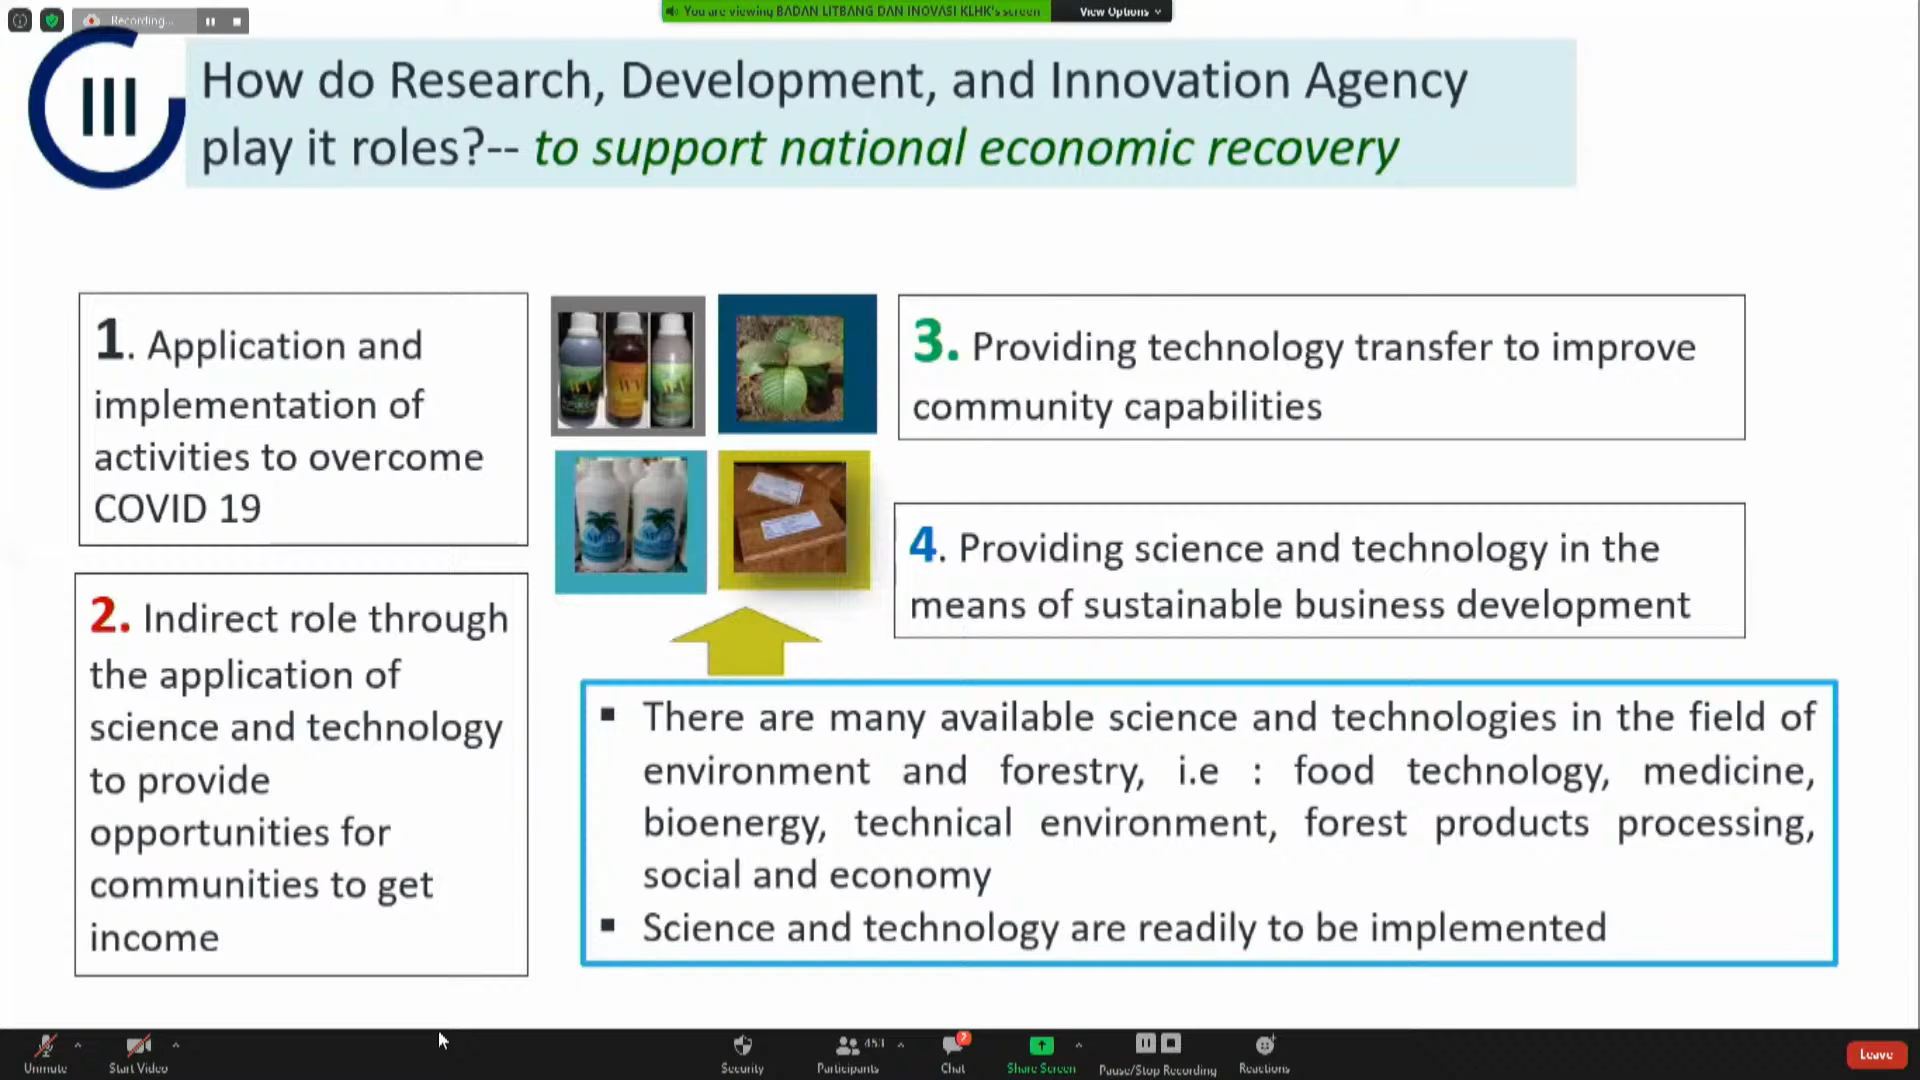 Recording...
You are viewing BADAN LITBANG DAN INOVASI KLHK's screen
View Options
III
How do Research, Development, and Innovation Agency
play it roles?-- to support national economic recovery
1. Application and
implementation of
activities to overcome
COVID 19
2. Indirect role through
the application of
science and technology
to provide
opportunities for
communities to get
income
3. Providing technology transfer to improve
community capabilities
4. Providing science and technology in the
means of sustainable business development
▪ There are many available science and technologies in the field of
environment and forestry, i.e : food technology, medicine,
bioenergy, technical environment, forest products processing,
social and economy
▪ Science and technology are readily to be implemented
Unmute
Start Video
Security
Participants
Chat
Share Screen
Pause/Stop Recording
Reactions
Leave